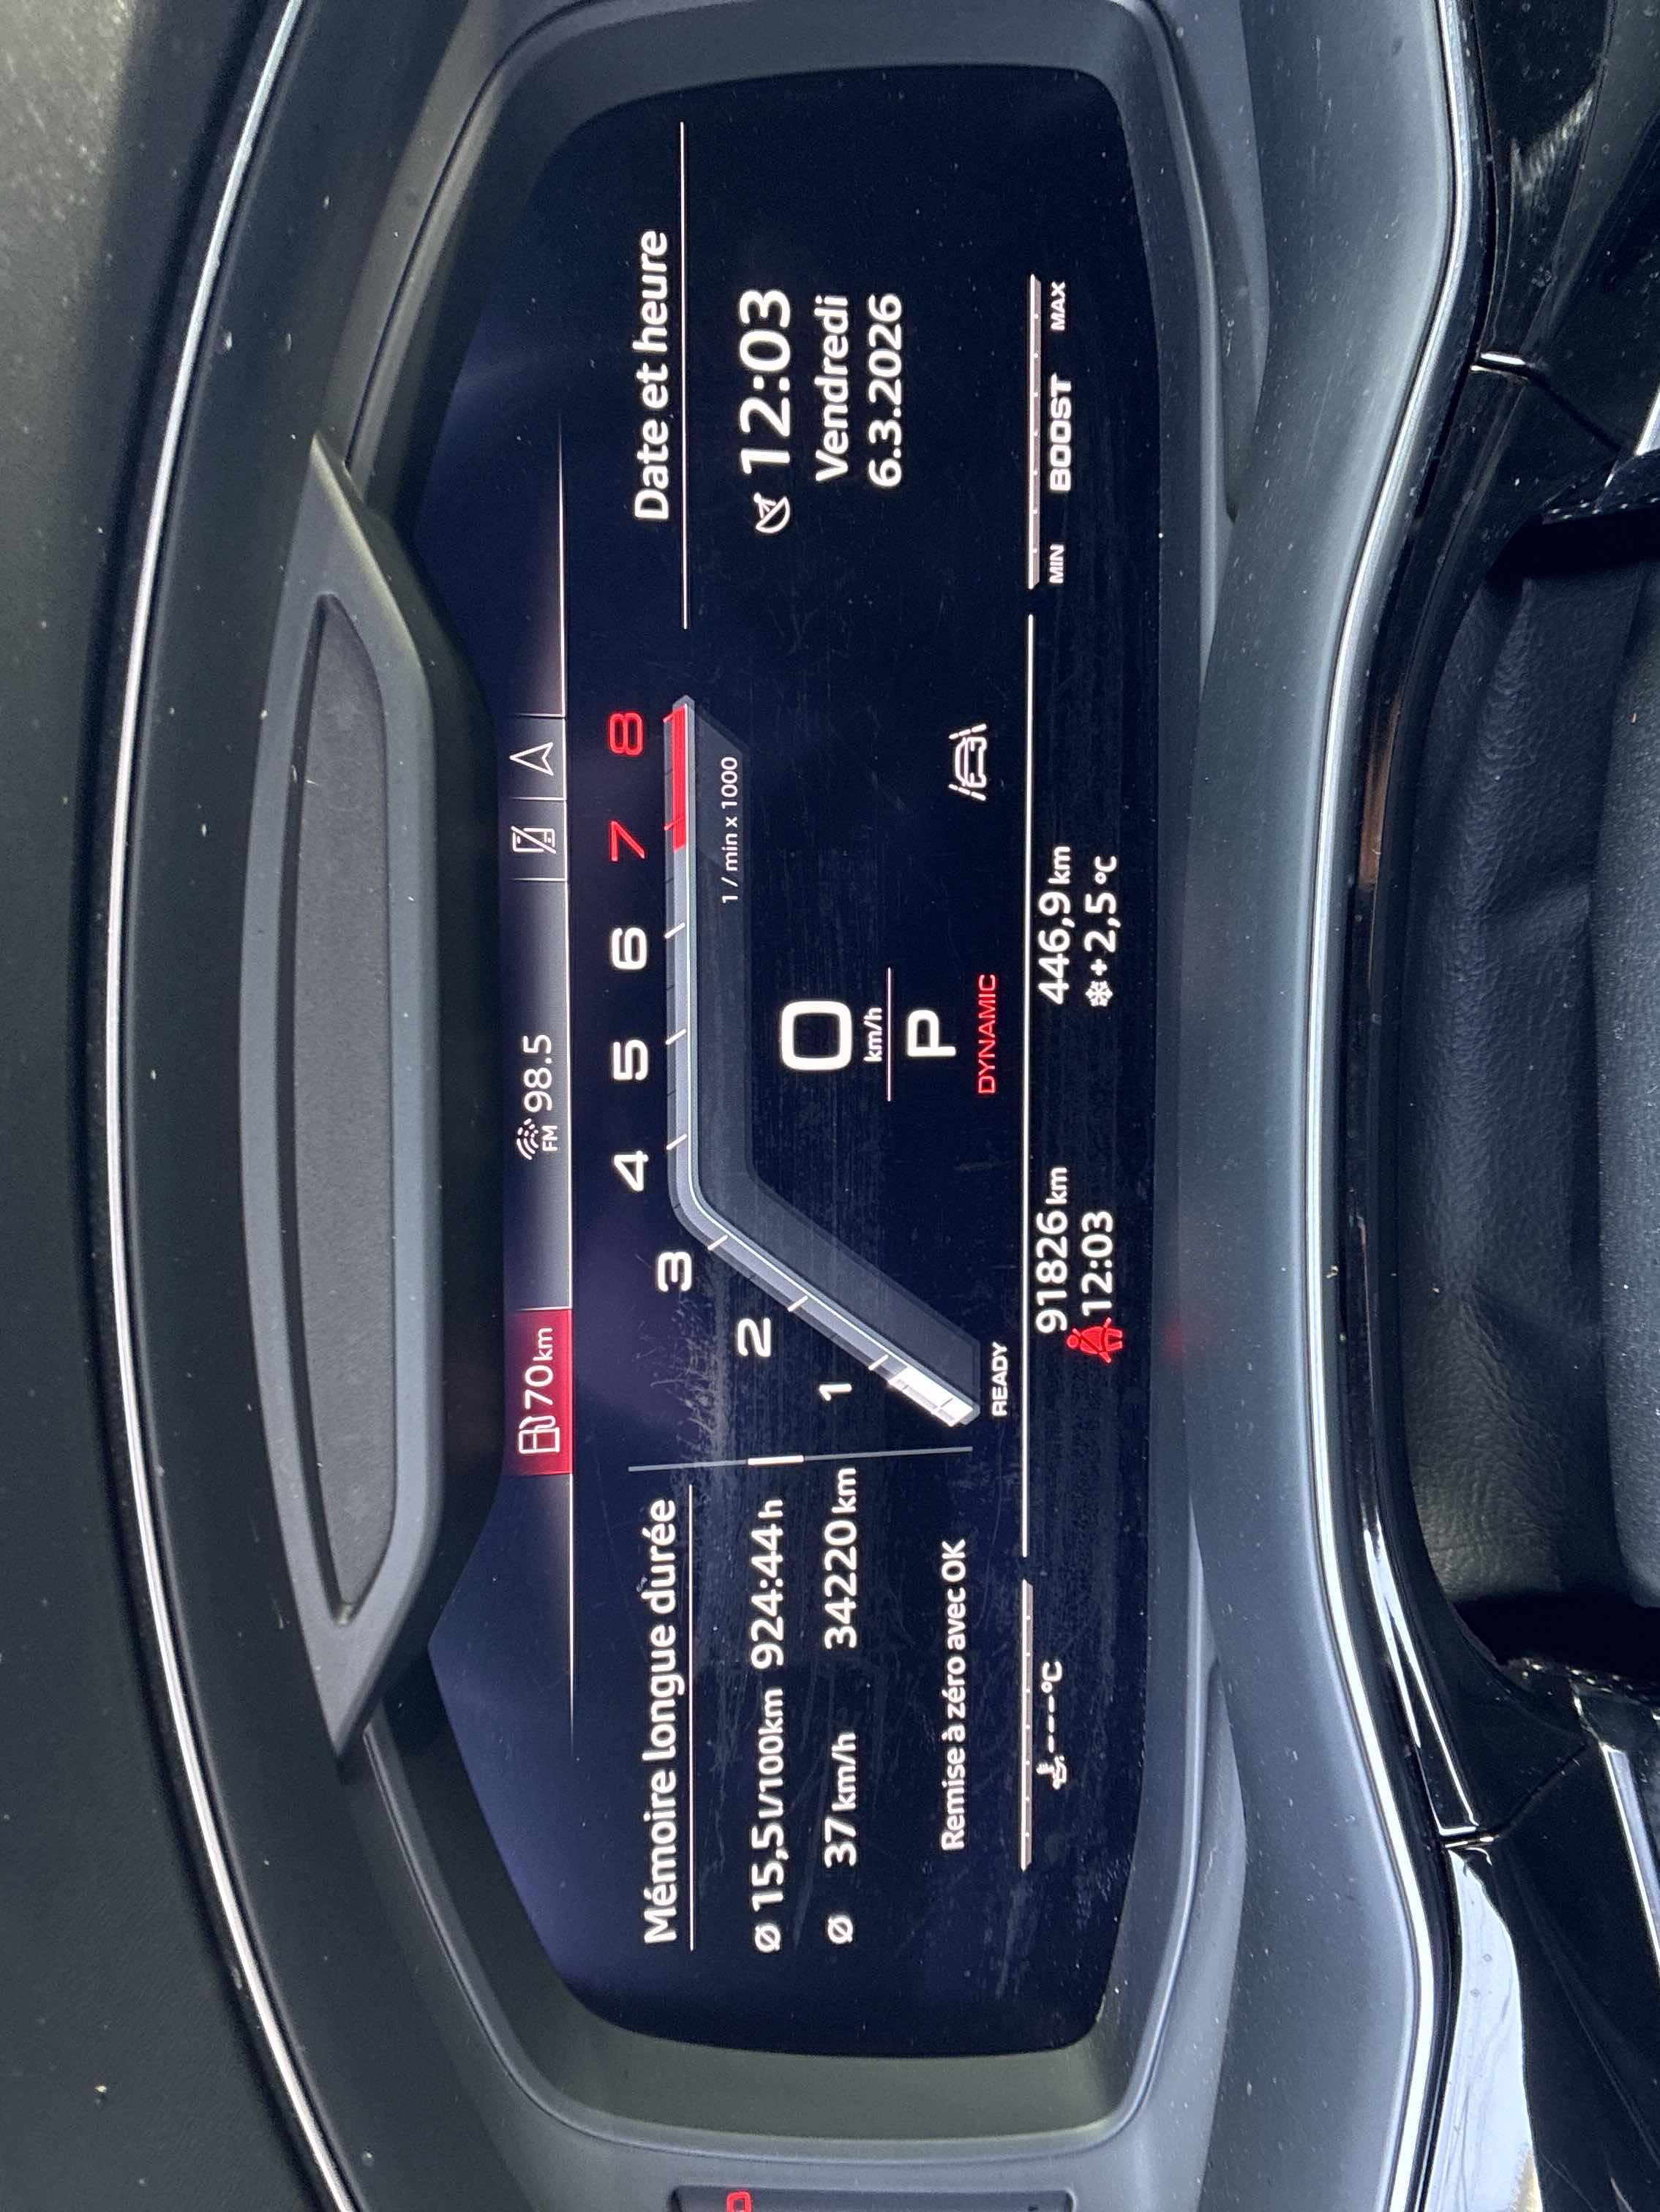 70 km
FM 98.5
Mémoire longue durée
Ø 15,5 l/100km 924:44 h
Ø 37 km/h 34220 km
Remise à zéro avec OK
---°C
1 2 3 4 5 6 7 8
1 / min x 1000
0
km/h
P
DYNAMIC
READY
91826 km 446,9 km
12:03 +2,5 °C
Date et heure
12:03
Vendredi
6.3.2026
MIN BOOST MAX